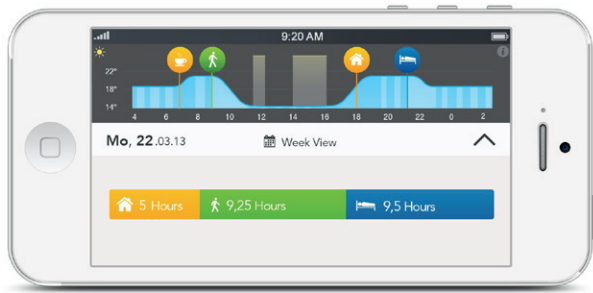 9:20 AM
22°
18°
14°
4 6 8 10 12 14 16 18 20 22 0 2
Mo, 22.03.13 Week View
5 Hours 9,25 Hours 9,5 Hours